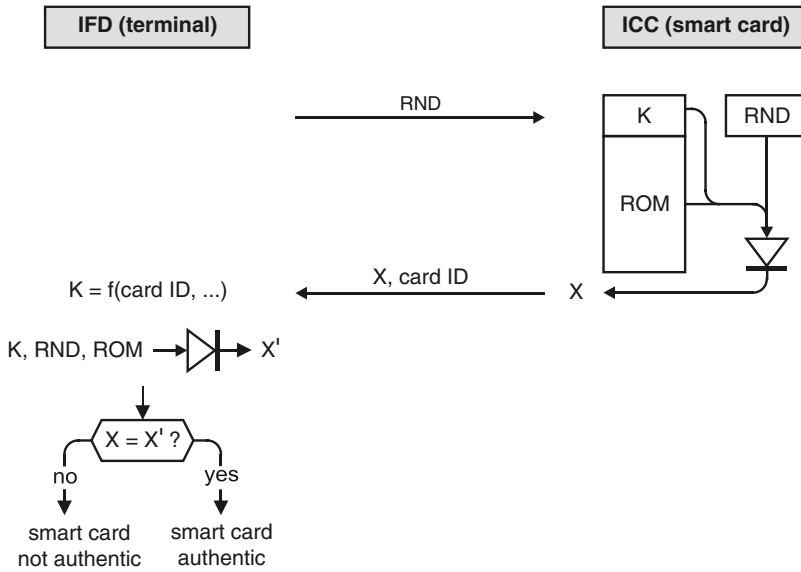 IFD (terminal)
ICC (smart card)
RND
K
RND
ROM
X, card ID
X
K = f(card ID, ...)
K, RND, ROM
X'
X = X' ?
no
yes
smart card
not authentic
smart card
authentic